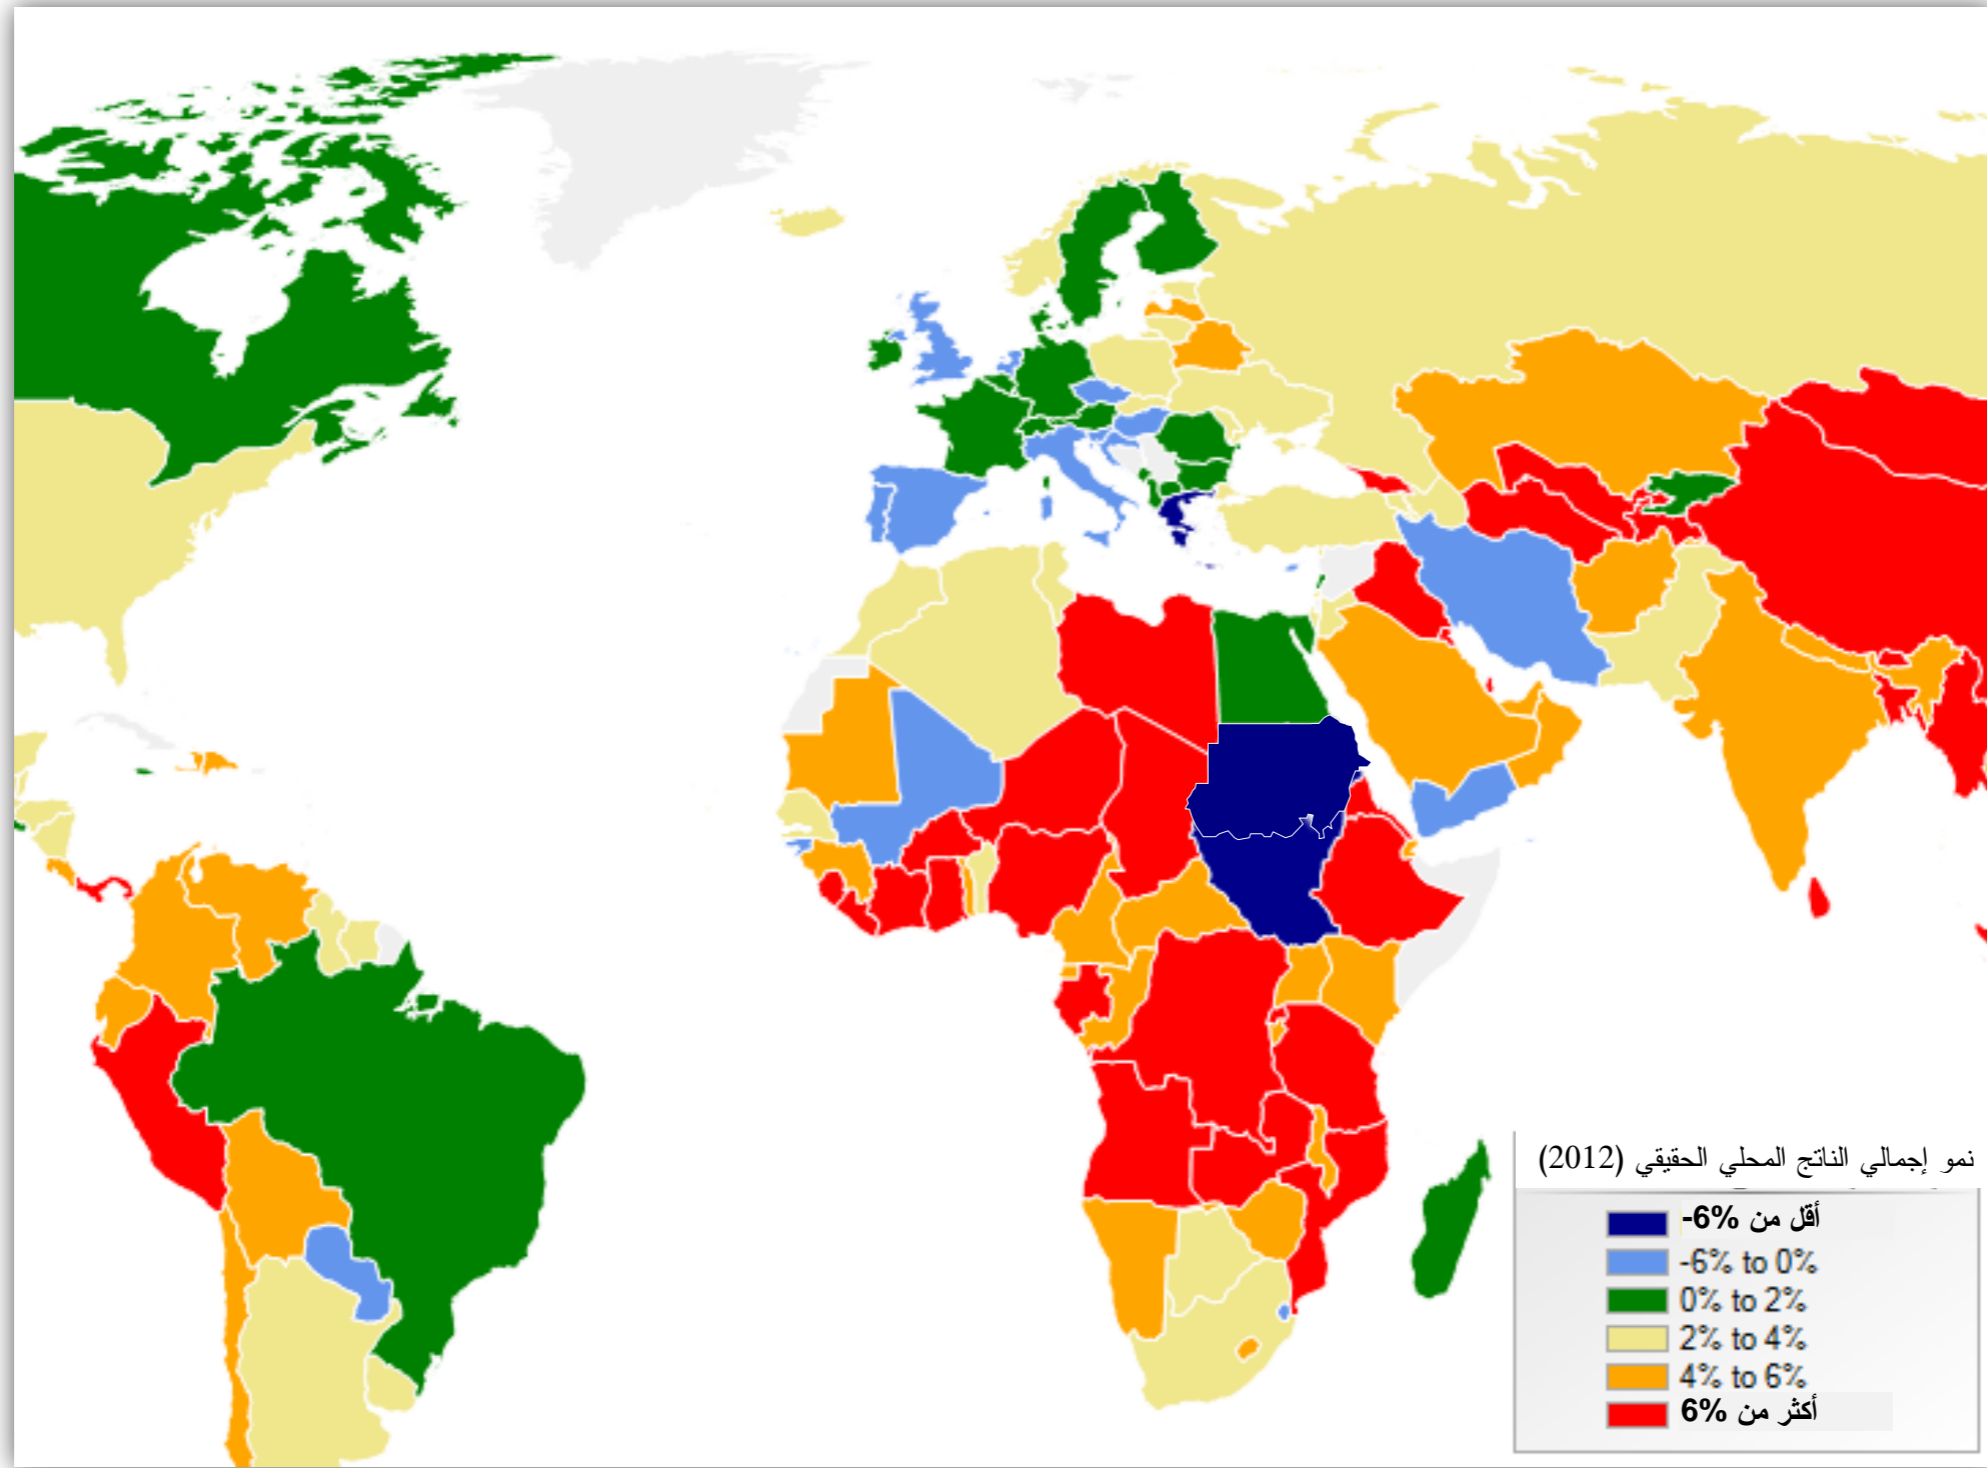 نمو إجمالي الناتج المحلي الحقيقي (2012)
أقل من 6%-
-6% to 0%
0% to 2%
2% to 4%
4% to 6%
أكثر من 6%